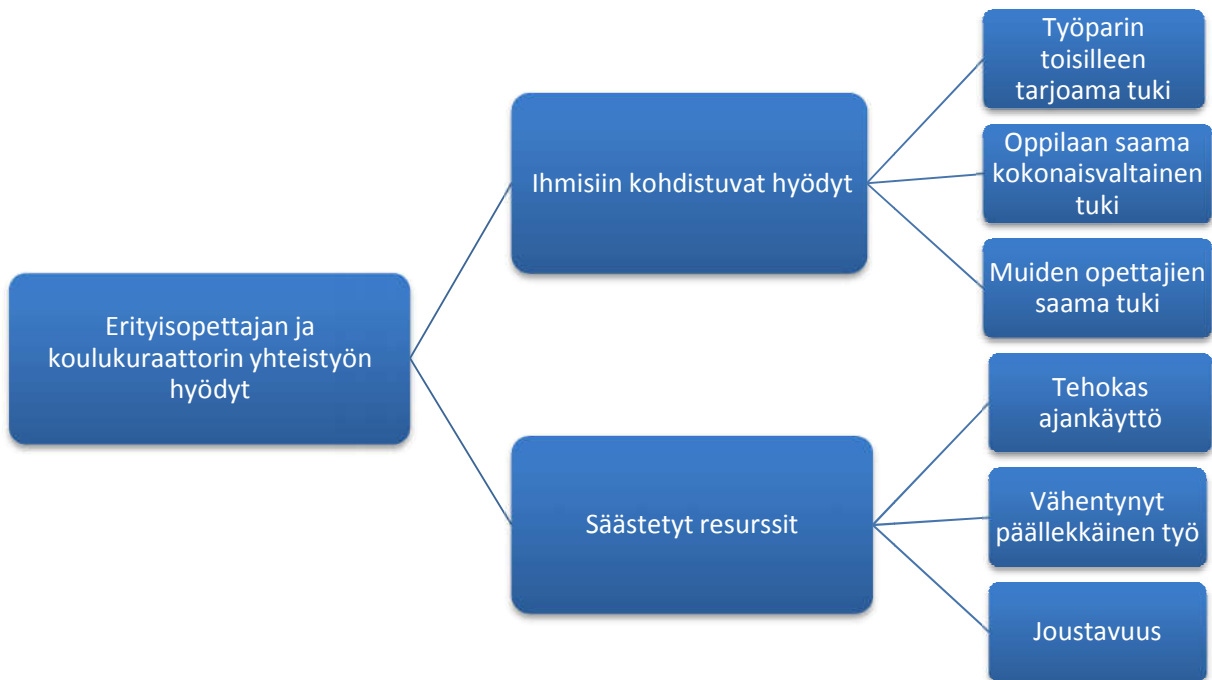 Erityisopettajan ja
koulukuraattorin yhteistyön
hyödyt
Ihmisiin kohdistuvat hyödyt
Työparin
toisilleen
tarjoama tuki
Oppilaan saama
kokonaisvaltainen
tuki
Muiden opettajien
saama tuki
Säästetyt resurssit
Tehokas
ajankäyttö
Vähentynyt
päällekkäinen työ
Joustavuus